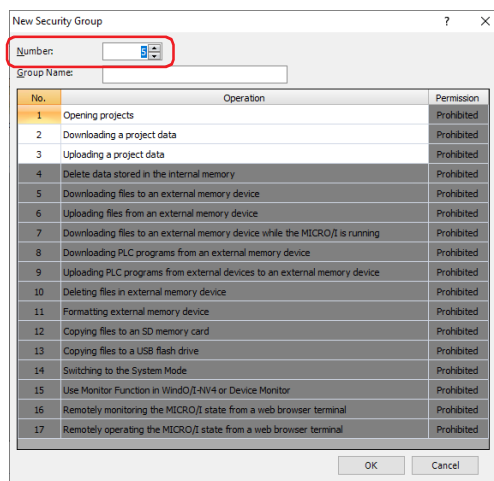 New Security Group ? ×
Number: 5
Group Name:
No. Operation Permission
1 Opening projects Prohibited
2 Downloading a project data Prohibited
3 Uploading a project data Prohibited
4 Delete data stored in the internal memory Prohibited
5 Downloading files to an external memory device Prohibited
6 Uploading files from an external memory device Prohibited
7 Downloading files to an external memory device while the MICRO/I is running Prohibited
8 Downloading PLC programs from an external memory device Prohibited
9 Uploading PLC programs from external devices to an external memory device Prohibited
10 Deleting files in external memory device Prohibited
11 Formatting external memory device Prohibited
12 Copying files to an SD memory card Prohibited
13 Copying files to a USB flash drive Prohibited
14 Switching to the System Mode Prohibited
15 Use Monitor Function in WindO/I-NV4 or Device Monitor Prohibited
16 Remotely monitoring the MICRO/I state from a web browser terminal Prohibited
17 Remotely operating the MICRO/I state from a web browser terminal Prohibited
OK Cancel